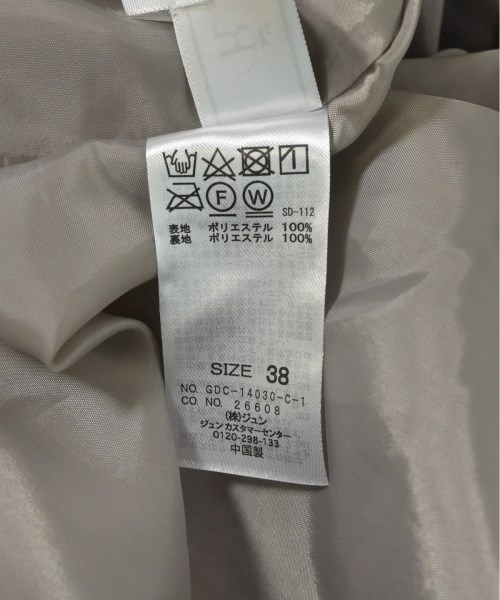 F W SD-112
表地 ポリエステル 100%
裏地 ポリエステル 100%
SIZE 38
NO. GDC-14030-C-1
CO. NO. 26608
(株)ジュン
ジュンカスタマーセンター
0120-298-133
中国製